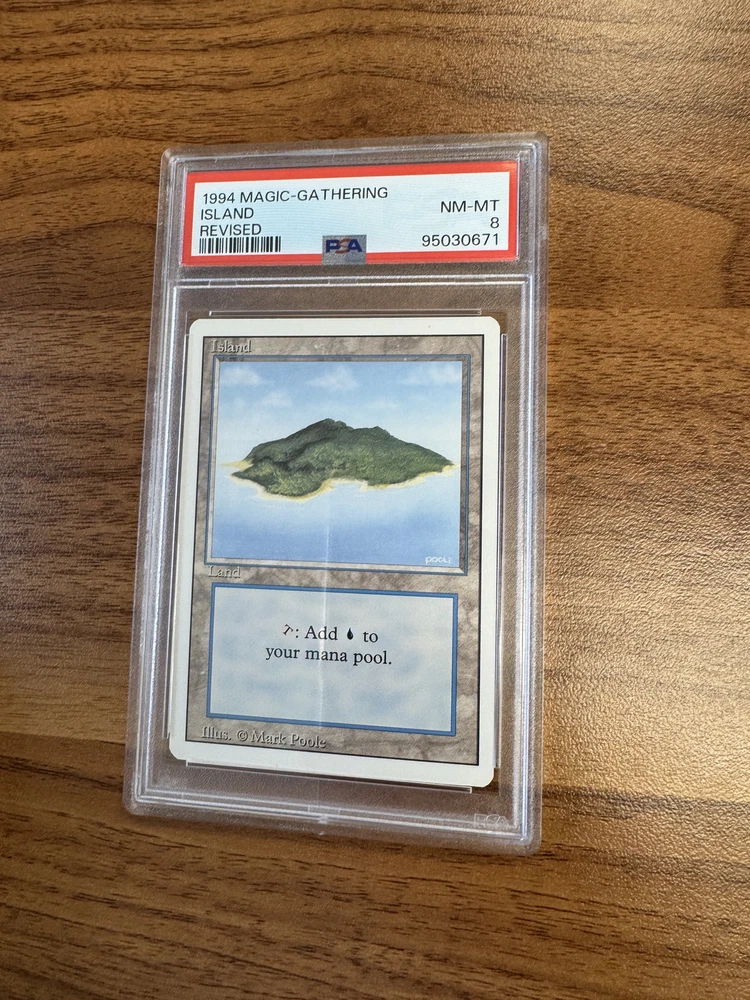 1994 MAGIC-GATHERING
ISLAND
REVISED
NM-MT
8
95030671
PSA
Island
POOLE
Land
: Add to
your mana pool.
Illus. © Mark Poole
PSA